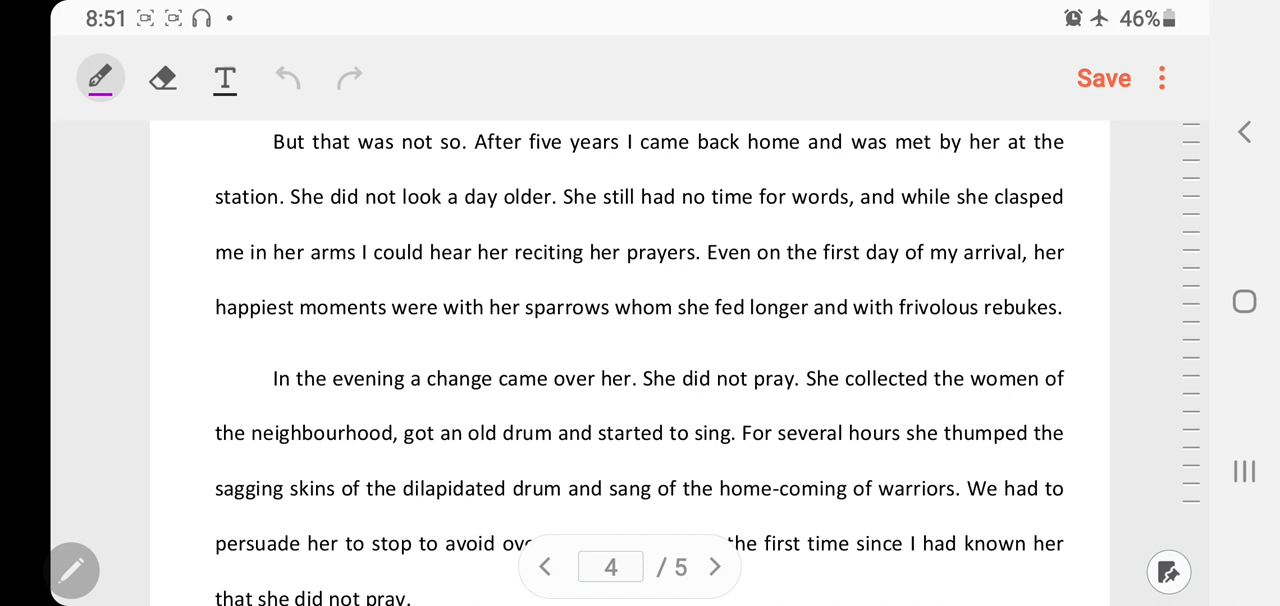 8:51 46%
T Save
But that was not so. After five years I came back home and was met by her at the
station. She did not look a day older. She still had no time for words, and while she clasped
me in her arms I could hear her reciting her prayers. Even on the first day of my arrival, her
happiest moments were with her sparrows whom she fed longer and with frivolous rebukes.
In the evening a change came over her. She did not pray. She collected the women of
the neighbourhood, got an old drum and started to sing. For several hours she thumped the
sagging skins of the dilapidated drum and sang of the home-coming of warriors. We had to
persuade her to stop to avoid the first time since I had known her
4 / 5
that she did not pray.